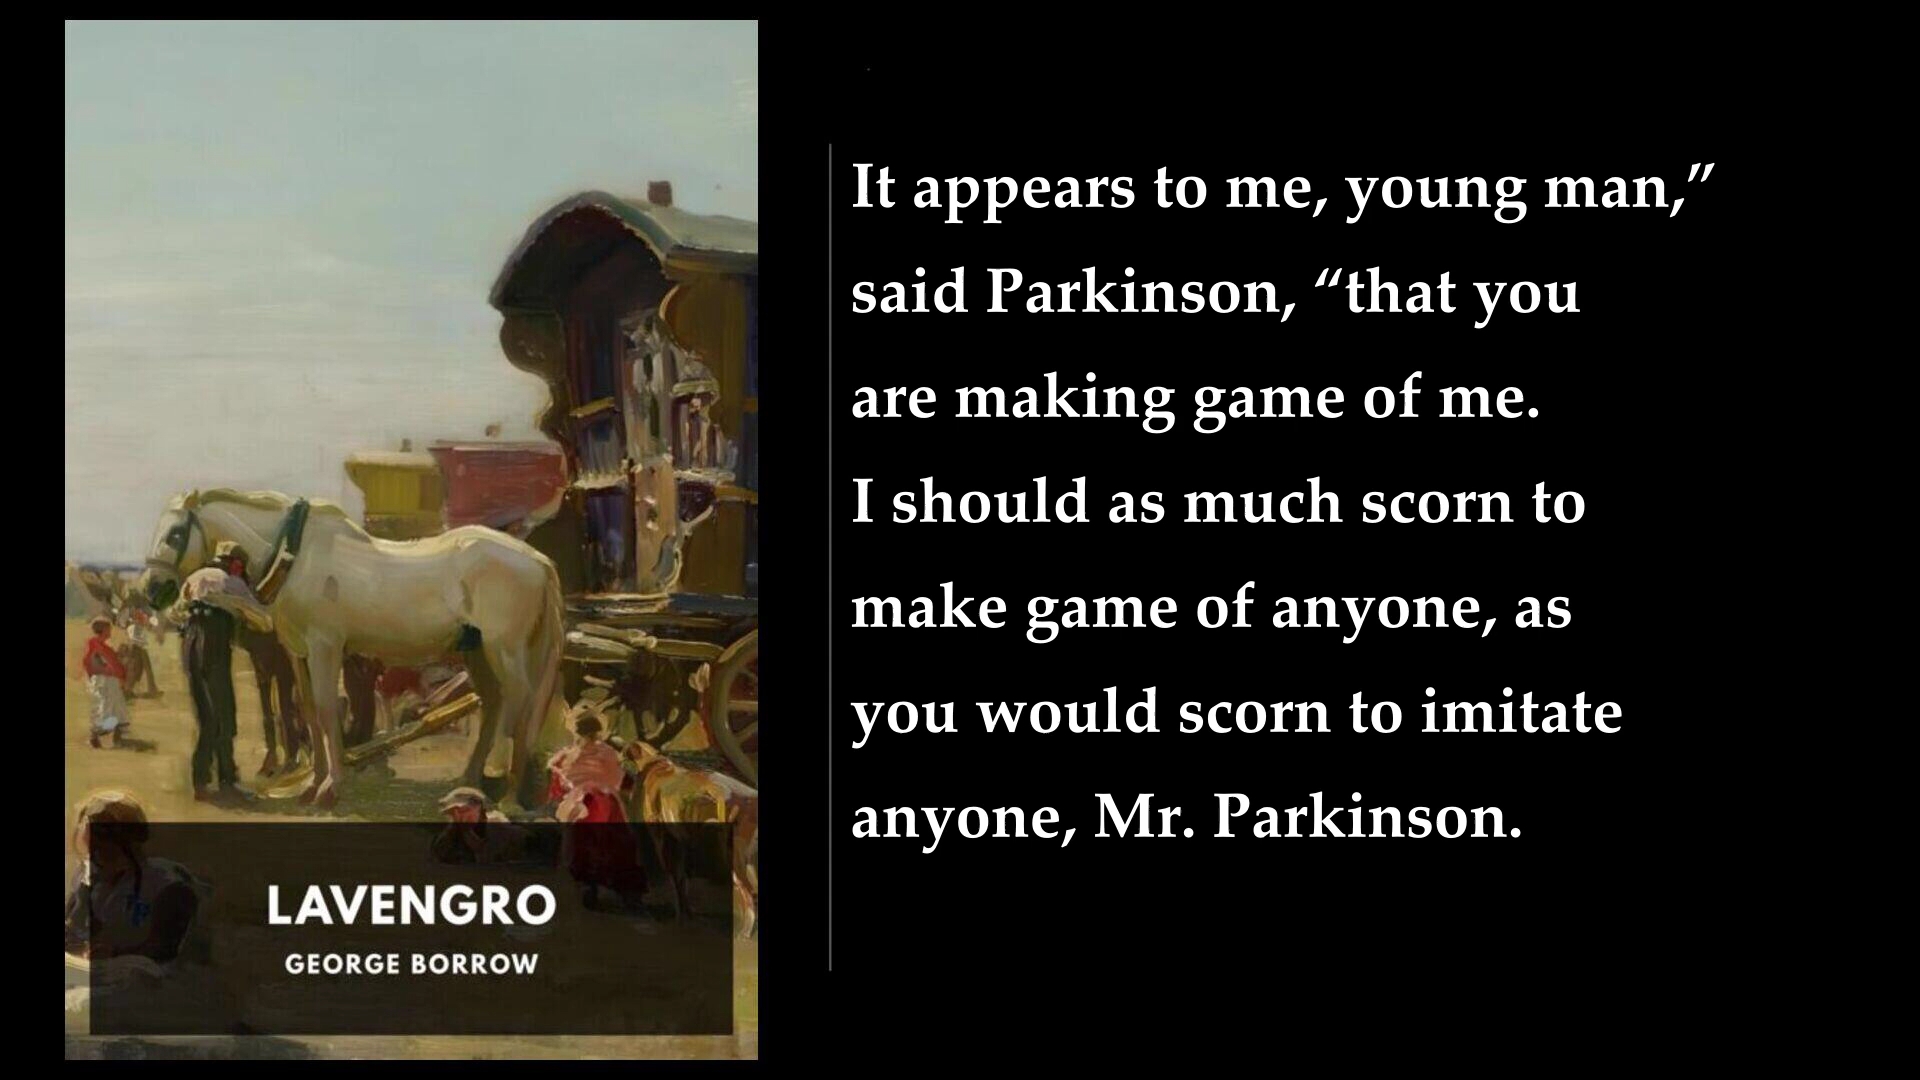 LAVENGRO
GEORGE BORROW
It appears to me, young man,”
said Parkinson, “that you
are making game of me.
I should as much scorn to
make game of anyone, as
you would scorn to imitate
anyone, Mr. Parkinson.